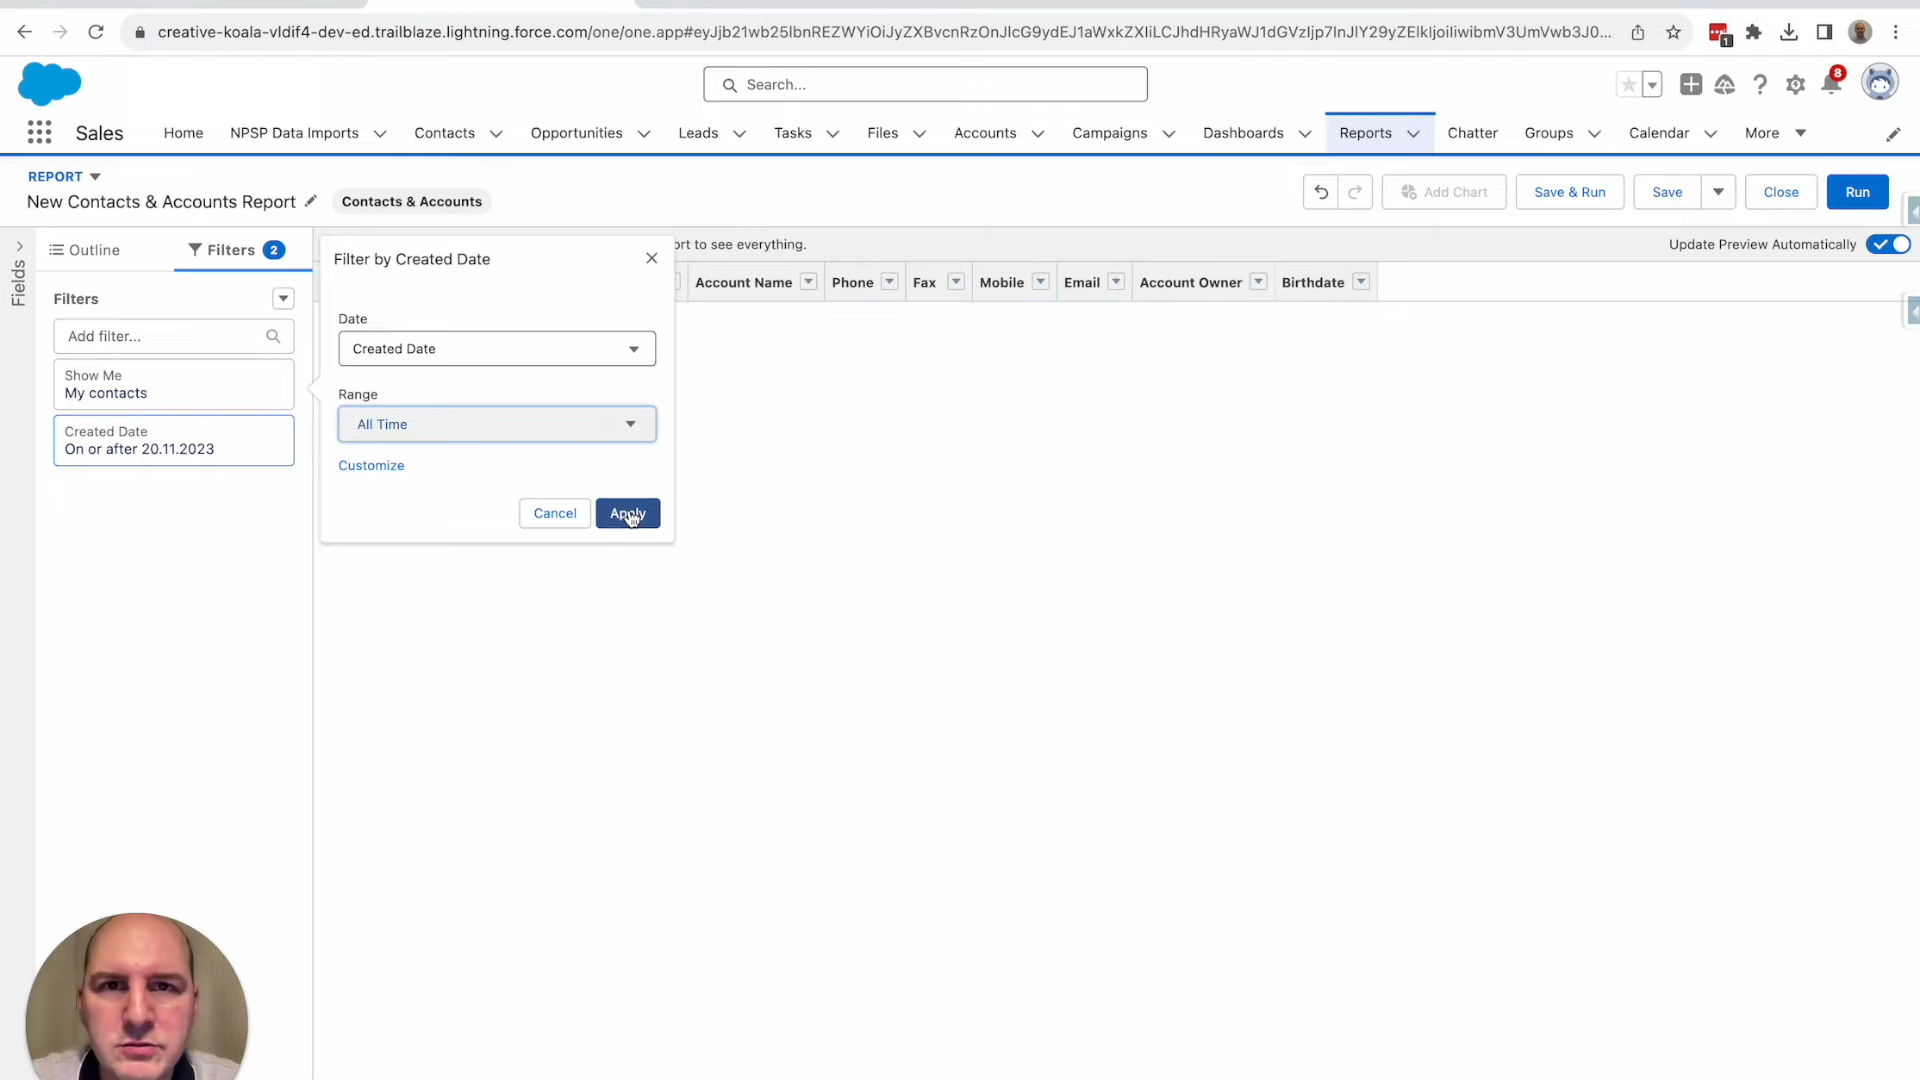 creative-koala-vldif4-dev-ed.trailblaze.lightning.force.com/one/one.app#eyJjb21wb25lbnREZWYiOiJyZXBvcnRzOnJlcG9ydEJ1aWxkZXIiLCJhdHRyaWJ1dGVzIjp7InJlY29yZElkIjoiIiwibmV3UmVwb3J0...
1
Search...
8
Sales
Home
NPSP Data Imports
Contacts
Opportunities
Leads
Tasks
Files
Accounts
Campaigns
Dashboards
Reports
Chatter
Groups
Calendar
More
REPORT
New Contacts & Accounts Report
Contacts & Accounts
Add Chart
Save & Run
Save
Close
Run
Fields
Outline
Filters 2
Filters
Add filter...
Show Me
My contacts
Created Date
On or after 20.11.2023
Filter by Created Date
Date
Created Date
Range
All Time
Customize
Cancel
Apply
ort to see everything.
Update Preview Automatically
Account Name
Phone
Fax
Mobile
Email
Account Owner
Birthdate